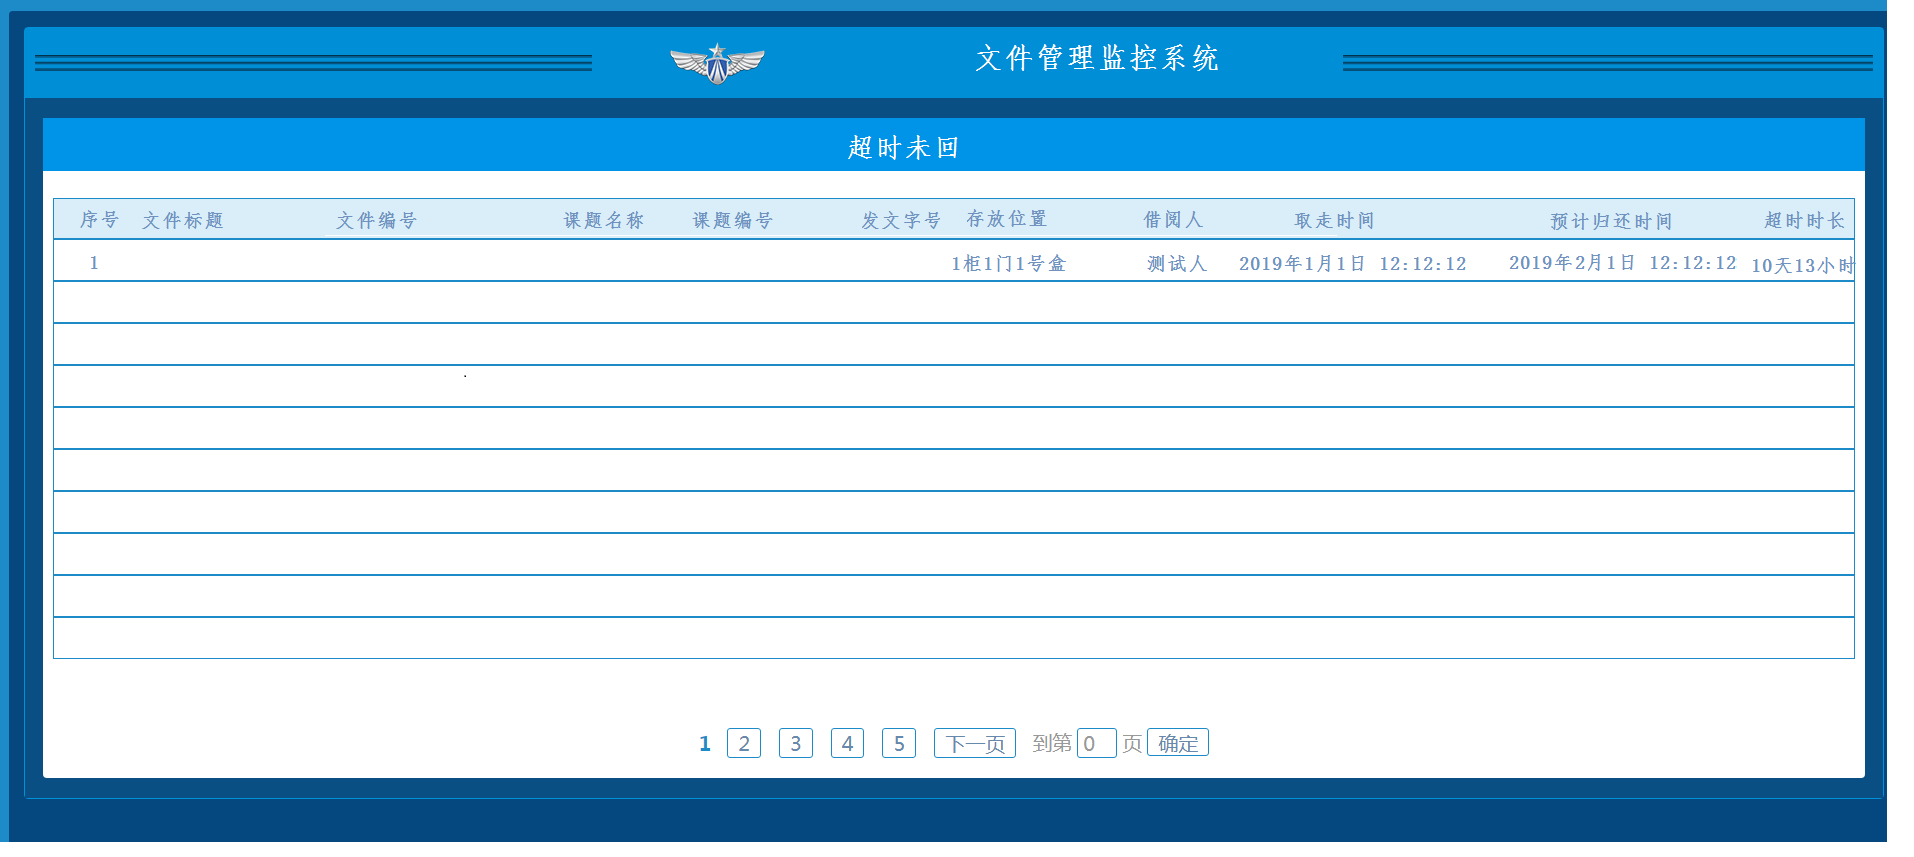 文件管理监控系统
超时未回
序号 文件标题 文件编号 课题名称 课题编号 发文字号 存放位置 借阅人 取走时间 预计归还时间 超时时长
1 1柜1门1号盒 测试人 2019年1月1日 12:12:12 2019年2月1日 12:12:12 10天13小时
1 2 3 4 5 下一页 到第 0 页 确定